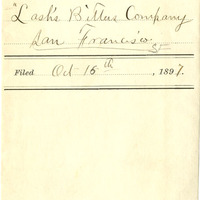 "Lash's Bitters Company
San Francisco
Filed Oct 16th, 1897.